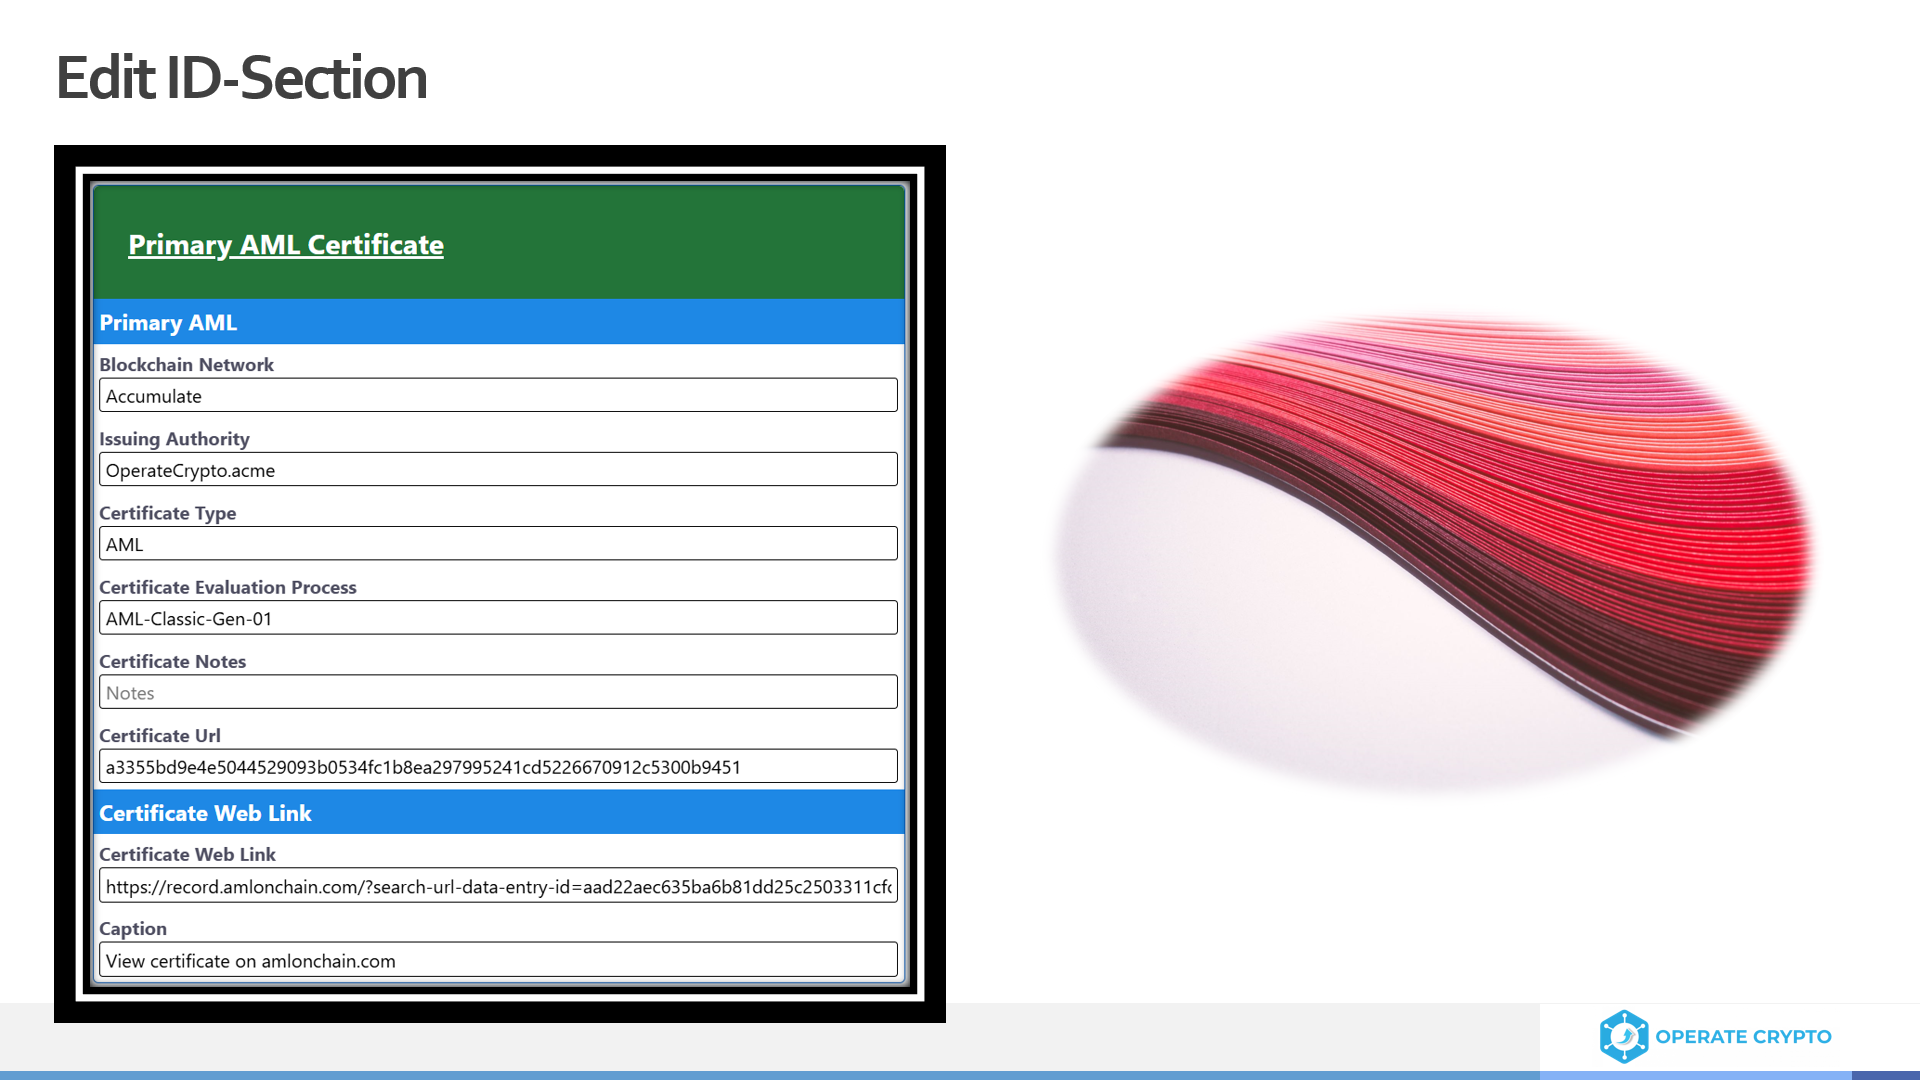 Edit ID-Section
Primary AML Certificate
Primary AML
Blockchain Network
Accumulate
Issuing Authority
OperateCrypto.acme
Certificate Type
AML
Certificate Evaluation Process
AML-Classic-Gen-01
Certificate Notes
Notes
Certificate Url
a3355bd9e4e5044529093b0534fc1b8ea297995241cd5226670912c5300b9451
Certificate Web Link
Certificate Web Link
https://record.amlonchain.com/?search-url-data-entry-id=aad22aec635ba6b81dd25c2503311cf
Caption
View certificate on amlonchain.com
OPERATE CRYPTO